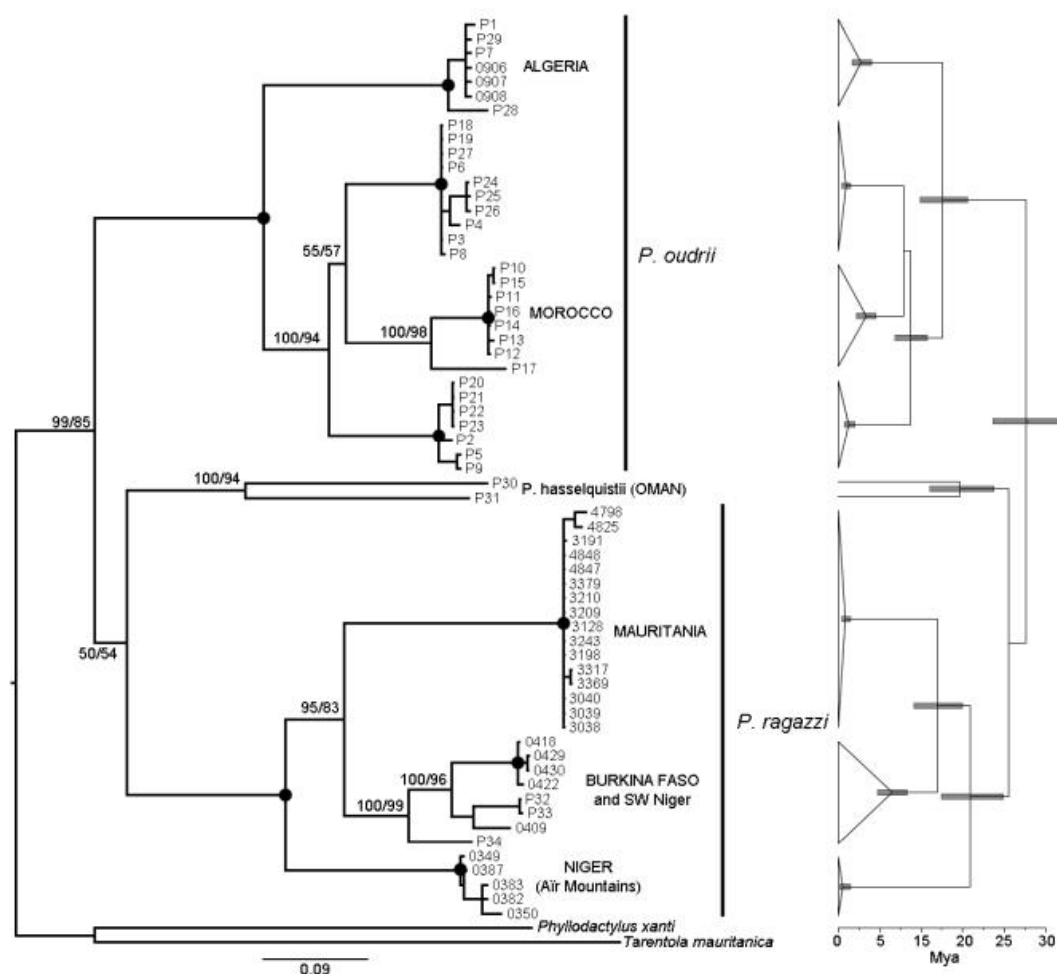 P1
P29
P7
ALGERIA
0906
0907
0908
P28
P18
P19
P27
P6
P24
P25
P26
P4
P3
P8
55/57
P. oudrii
P10
P15
P11
MOROCCO
P16
P14
100/94
100/98
P13
P12
P17
P20
P21
P22
P23
99/85
P2
P5
P9
100/94
P30
P. hasselquistii (OMAN)
P31
4798
4825
3191
4848
4847
3379
3210
3209
3128
MAURITANIA
3243
3198
50/54
3317
3369
3040
3039
3038
95/83
P. ragazzi
0418
0429
0430
0422
100/96
BURKINA FASO
and SW Niger
100/99
P32
P33
0409
P34
0349
0387
NIGER
(Aïr Mountains)
0383
0382
0350
Phyllodactylus xanti
Tarentola mauritanica
0.09
0 5 10 15 20 25 30
Mya